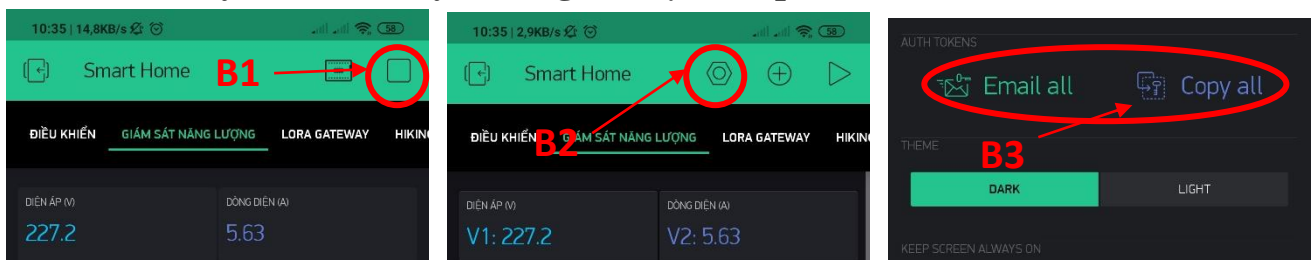 10:35 | 14,8KB/s
58
Smart Home
B1
ĐIỀU KHIỂN GIÁM SÁT NĂNG LƯỢNG LORA GATEWAY HIKING
ĐIỆN ÁP (V) DÒNG ĐIỆN (A)
227.2 5.63
10:35 | 2,9KB/s
58
Smart Home
B2
ĐIỀU KHIỂN GIÁM SÁT NĂNG LƯỢNG LORA GATEWAY HIKIN
ĐIỆN ÁP (V) DÒNG ĐIỆN (A)
V1: 227.2 V2: 5.63
AUTH TOKENS
Email all Copy all
B3
THEME
DARK LIGHT
KEEP SCREEN ALWAYS ON